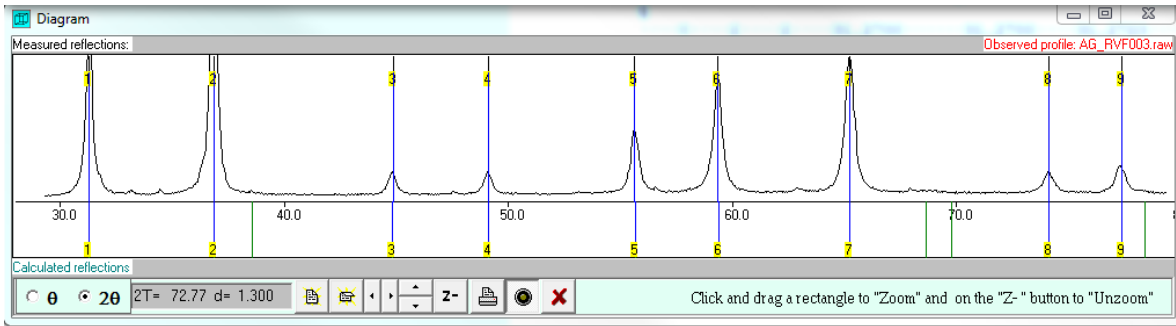 Diagram
Measured reflections: Observed profile: AG_RVF003.raw
1 2 3 4 5 6 7 8 9
30.0 40.0 50.0 60.0 70.0
1 2 3 4 5 6 7 8 9
Calculated reflections
θ 2θ 2T= 72.77 d= 1.300 Z- Click and drag a rectangle to "Zoom" and on the "Z- " button to "Unzoom"